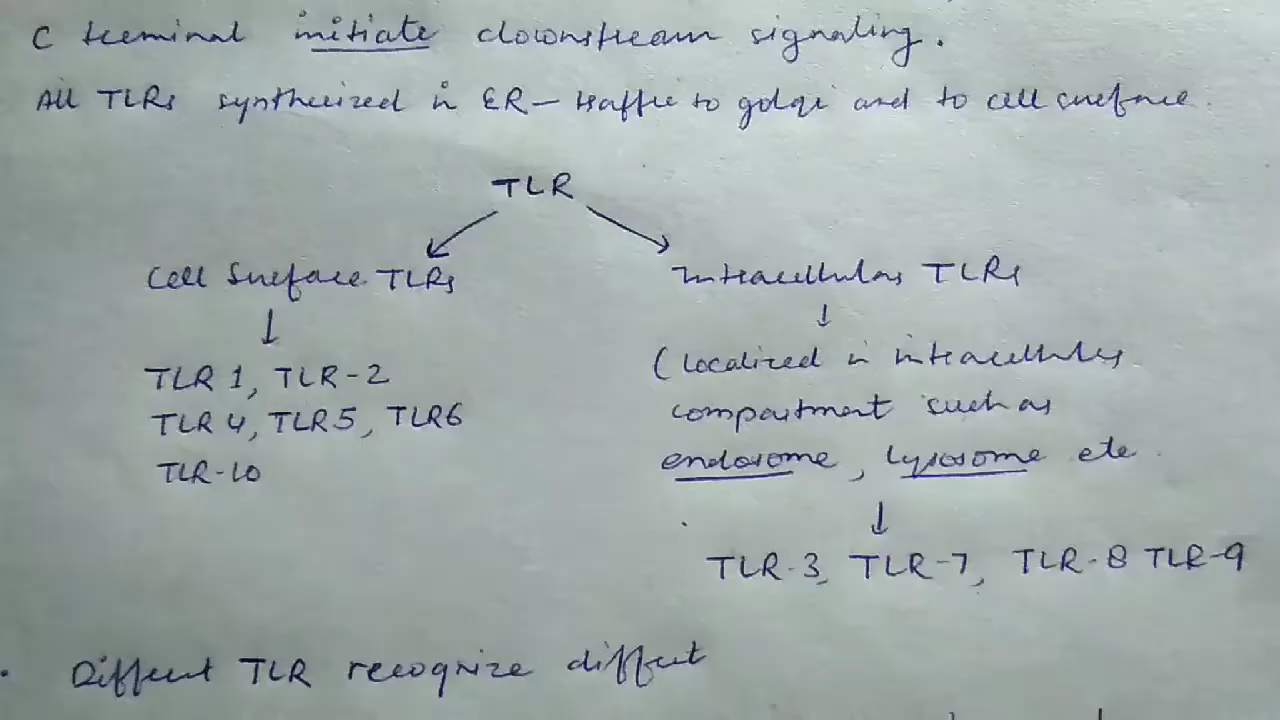 C terminal initiate downstream signaling.
All TLRs synthesized in ER - traffic to golgi and to cell surface.
TLR
Cell Surface TLRs
Intracellular TLRs
TLR 1, TLR-2
TLR 4, TLR5, TLR6
TLR-10
(localized in intracellular
compartment such as
endosome, lysosome etc.
TLR-3, TLR-7, TLR-8 TLR-9
. Different TLR recognize different